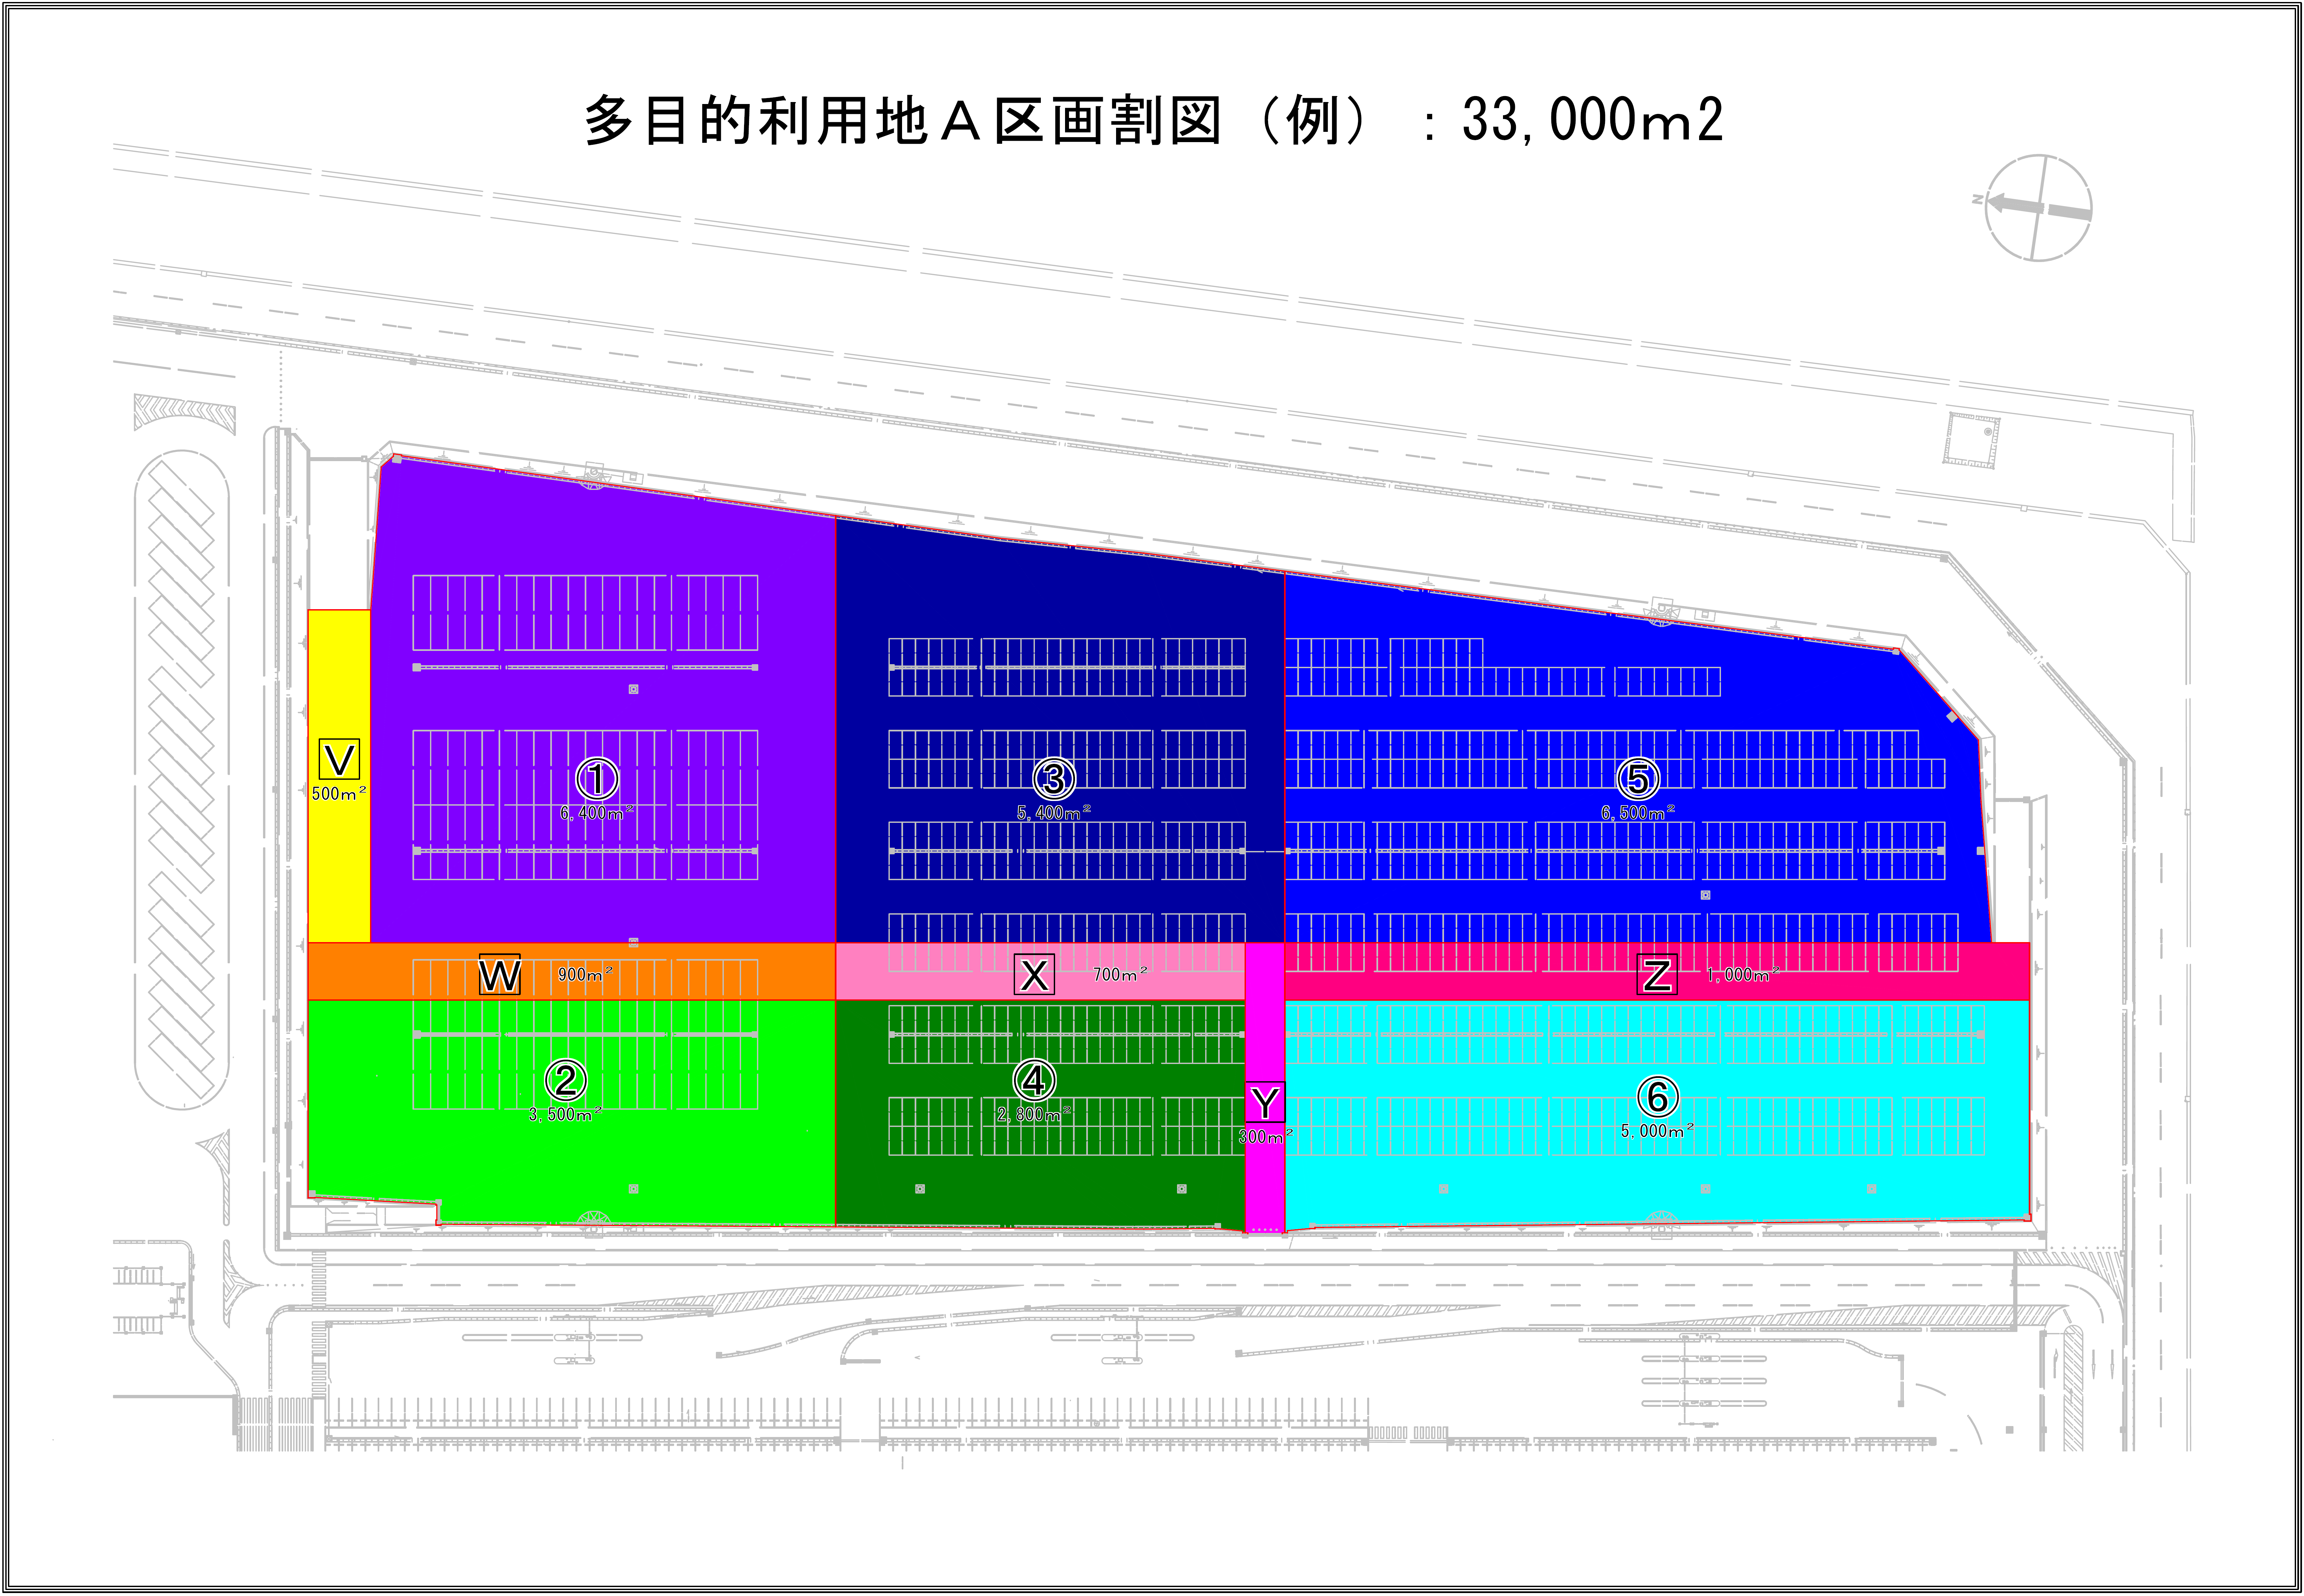 多目的利用地Ａ区画割図（例）：33,000ｍ2
N
V
500m²
①
6,400m²
③
5,400m²
⑤
6,500m²
W 900m²
X 700m²
Z 1,000m²
②
3,500m²
④
2,800m²
Y
300m²
⑥
5,000m²